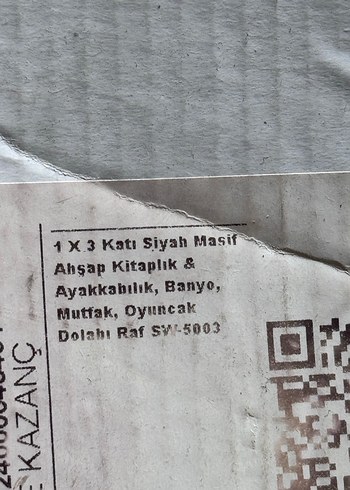 1 X 3 Katı Siyah Masif
Ahşap Kitaplık &
Ayakkabılık, Banyo,
Mutfak, Oyuncak
Dolabı Raf SW-5003
KAZANÇ